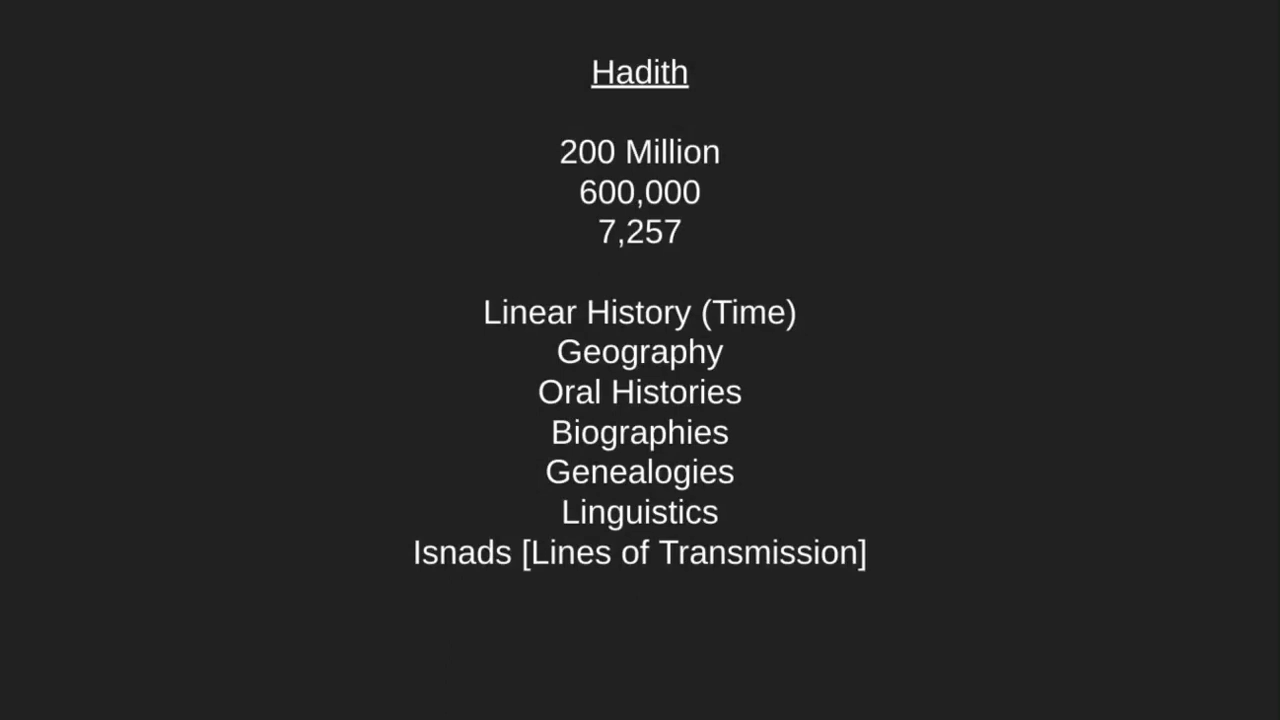 Hadith
200 Million
600,000
7,257
Linear History (Time)
Geography
Oral Histories
Biographies
Genealogies
Linguistics
Isnads [Lines of Transmission]